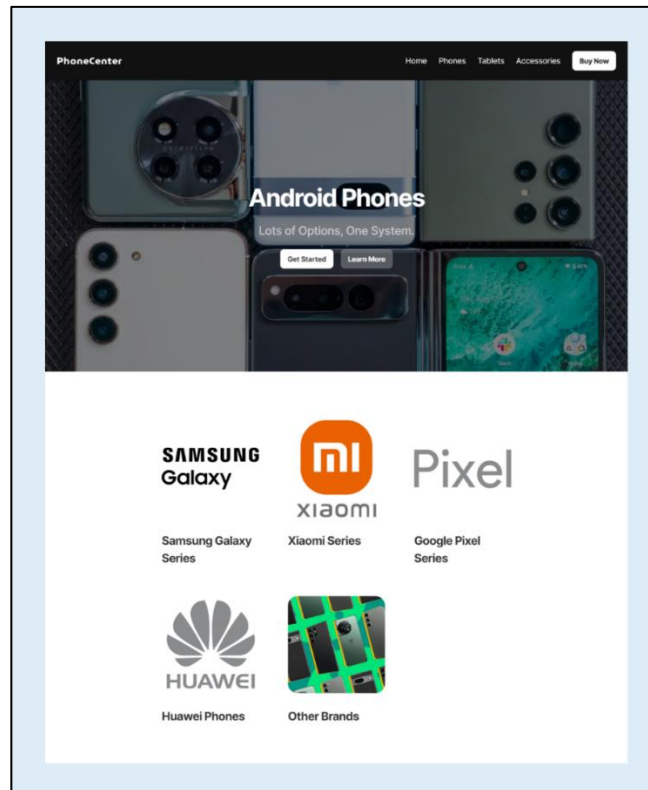 PhoneCenter
Home Phones Tablets Accessories Buy Now
Android Phones
Lots of Options, One System.
Get Started Learn More
SAMSUNG
Galaxy
mi
xiaomi
Pixel
Samsung Galaxy
Series
Xiaomi Series
Google Pixel
Series
HUAWEI
Huawei Phones
Other Brands